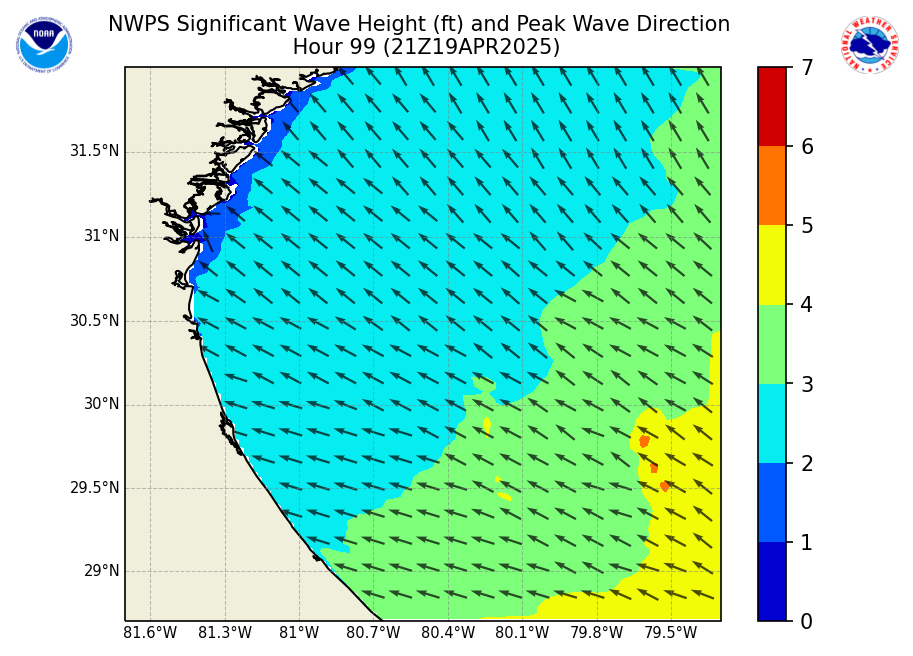 NWPS Significant Wave Height (ft) and Peak Wave Direction
Hour 99 (21Z19APR2025)
NOAA
NATIONAL WEATHER SERVICE
31.5°N
31°N
30.5°N
30°N
29.5°N
29°N
81.6°W 81.3°W 81°W 80.7°W 80.4°W 80.1°W 79.8°W 79.5°W
7
6
5
4
3
2
1
0